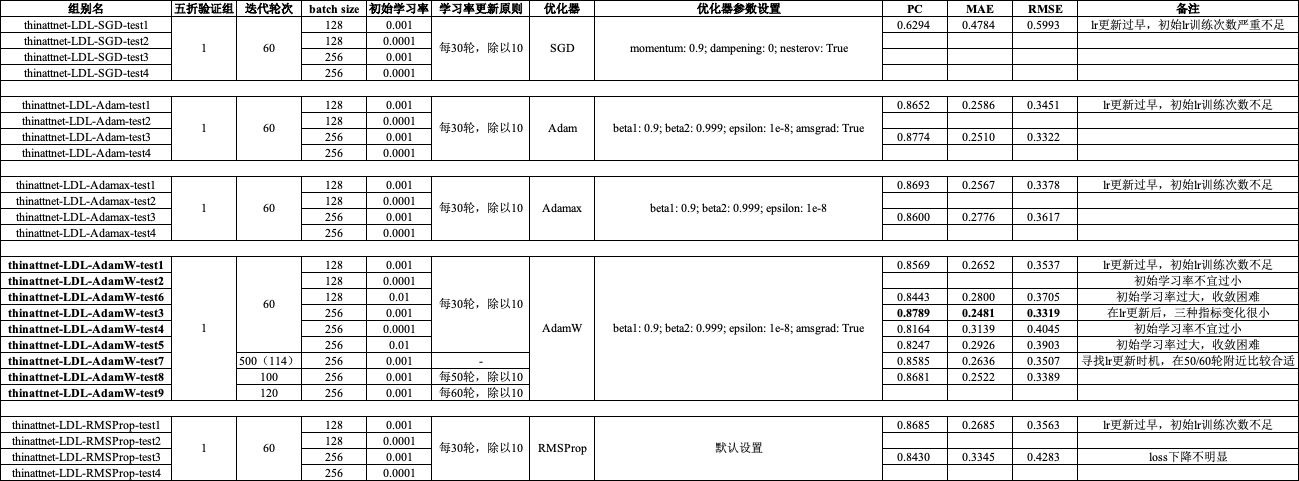 组别名 五折验证组 迭代轮次 batch size 初始学习率 学习率更新原则 优化器 优化器参数设置 PC MAE RMSE 备注
thinattnet-LDL-SGD-test1 1 60 128 0.001 每30轮，除以10 SGD momentum: 0.9; dampening: 0; nesterov: True 0.6294 0.4784 0.5993 lr更新过早，初始lr训练次数严重不足
thinattnet-LDL-SGD-test2 128 0.0001
thinattnet-LDL-SGD-test3 256 0.001
thinattnet-LDL-SGD-test4 256 0.0001
thinattnet-LDL-Adam-test1 1 60 128 0.001 每30轮，除以10 Adam beta1: 0.9; beta2: 0.999; epsilon: 1e-8; amsgrad: True 0.8652 0.2586 0.3451 lr更新过早，初始lr训练次数不足
thinattnet-LDL-Adam-test2 128 0.0001
thinattnet-LDL-Adam-test3 256 0.001 0.8774 0.2510 0.3322
thinattnet-LDL-Adam-test4 256 0.0001
thinattnet-LDL-Adamax-test1 1 60 128 0.001 每30轮，除以10 Adamax beta1: 0.9; beta2: 0.999; epsilon: 1e-8 0.8693 0.2567 0.3378 lr更新过早，初始lr训练次数不足
thinattnet-LDL-Adamax-test2 128 0.0001
thinattnet-LDL-Adamax-test3 256 0.001 0.8600 0.2776 0.3617
thinattnet-LDL-Adamax-test4 256 0.0001
thinattnet-LDL-AdamW-test1 1 60 128 0.001 每30轮，除以10 AdamW beta1: 0.9; beta2: 0.999; epsilon: 1e-8; amsgrad: True 0.8569 0.2652 0.3537 lr更新过早，初始lr训练次数不足
thinattnet-LDL-AdamW-test2 128 0.0001 初始学习率不宜过小
thinattnet-LDL-AdamW-test6 128 0.01 0.8443 0.2800 0.3705 初始学习率过大，收敛困难
thinattnet-LDL-AdamW-test3 256 0.001 0.8789 0.2481 0.3319 在lr更新后，三种指标变化很小
thinattnet-LDL-AdamW-test4 256 0.0001 0.8164 0.3139 0.4045 初始学习率不宜过小
thinattnet-LDL-AdamW-test5 256 0.01 0.8247 0.2926 0.3903 初始学习率过大，收敛困难
thinattnet-LDL-AdamW-test7 500（114） 256 0.001 - 0.8585 0.2636 0.3507 寻找lr更新时机，在50/60轮附近比较合适
thinattnet-LDL-AdamW-test8 100 256 0.001 每50轮，除以10 0.8681 0.2522 0.3389
thinattnet-LDL-AdamW-test9 120 256 0.001 每60轮，除以10
thinattnet-LDL-RMSProp-test1 1 60 128 0.001 每30轮，除以10 RMSProp 默认设置 0.8685 0.2685 0.3563 lr更新过早，初始lr训练次数不足
thinattnet-LDL-RMSProp-test2 128 0.0001
thinattnet-LDL-RMSProp-test3 256 0.001 0.8430 0.3345 0.4283 loss下降不明显
thinattnet-LDL-RMSProp-test4 256 0.0001